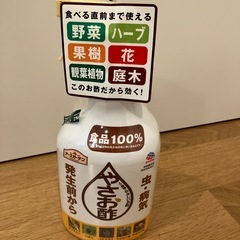 食べる直前まで使える
野菜 ハーブ
果樹 花
観葉植物 庭木
このお酢だから効く!
食品100%
やさお酢
虫・病気
発生前から